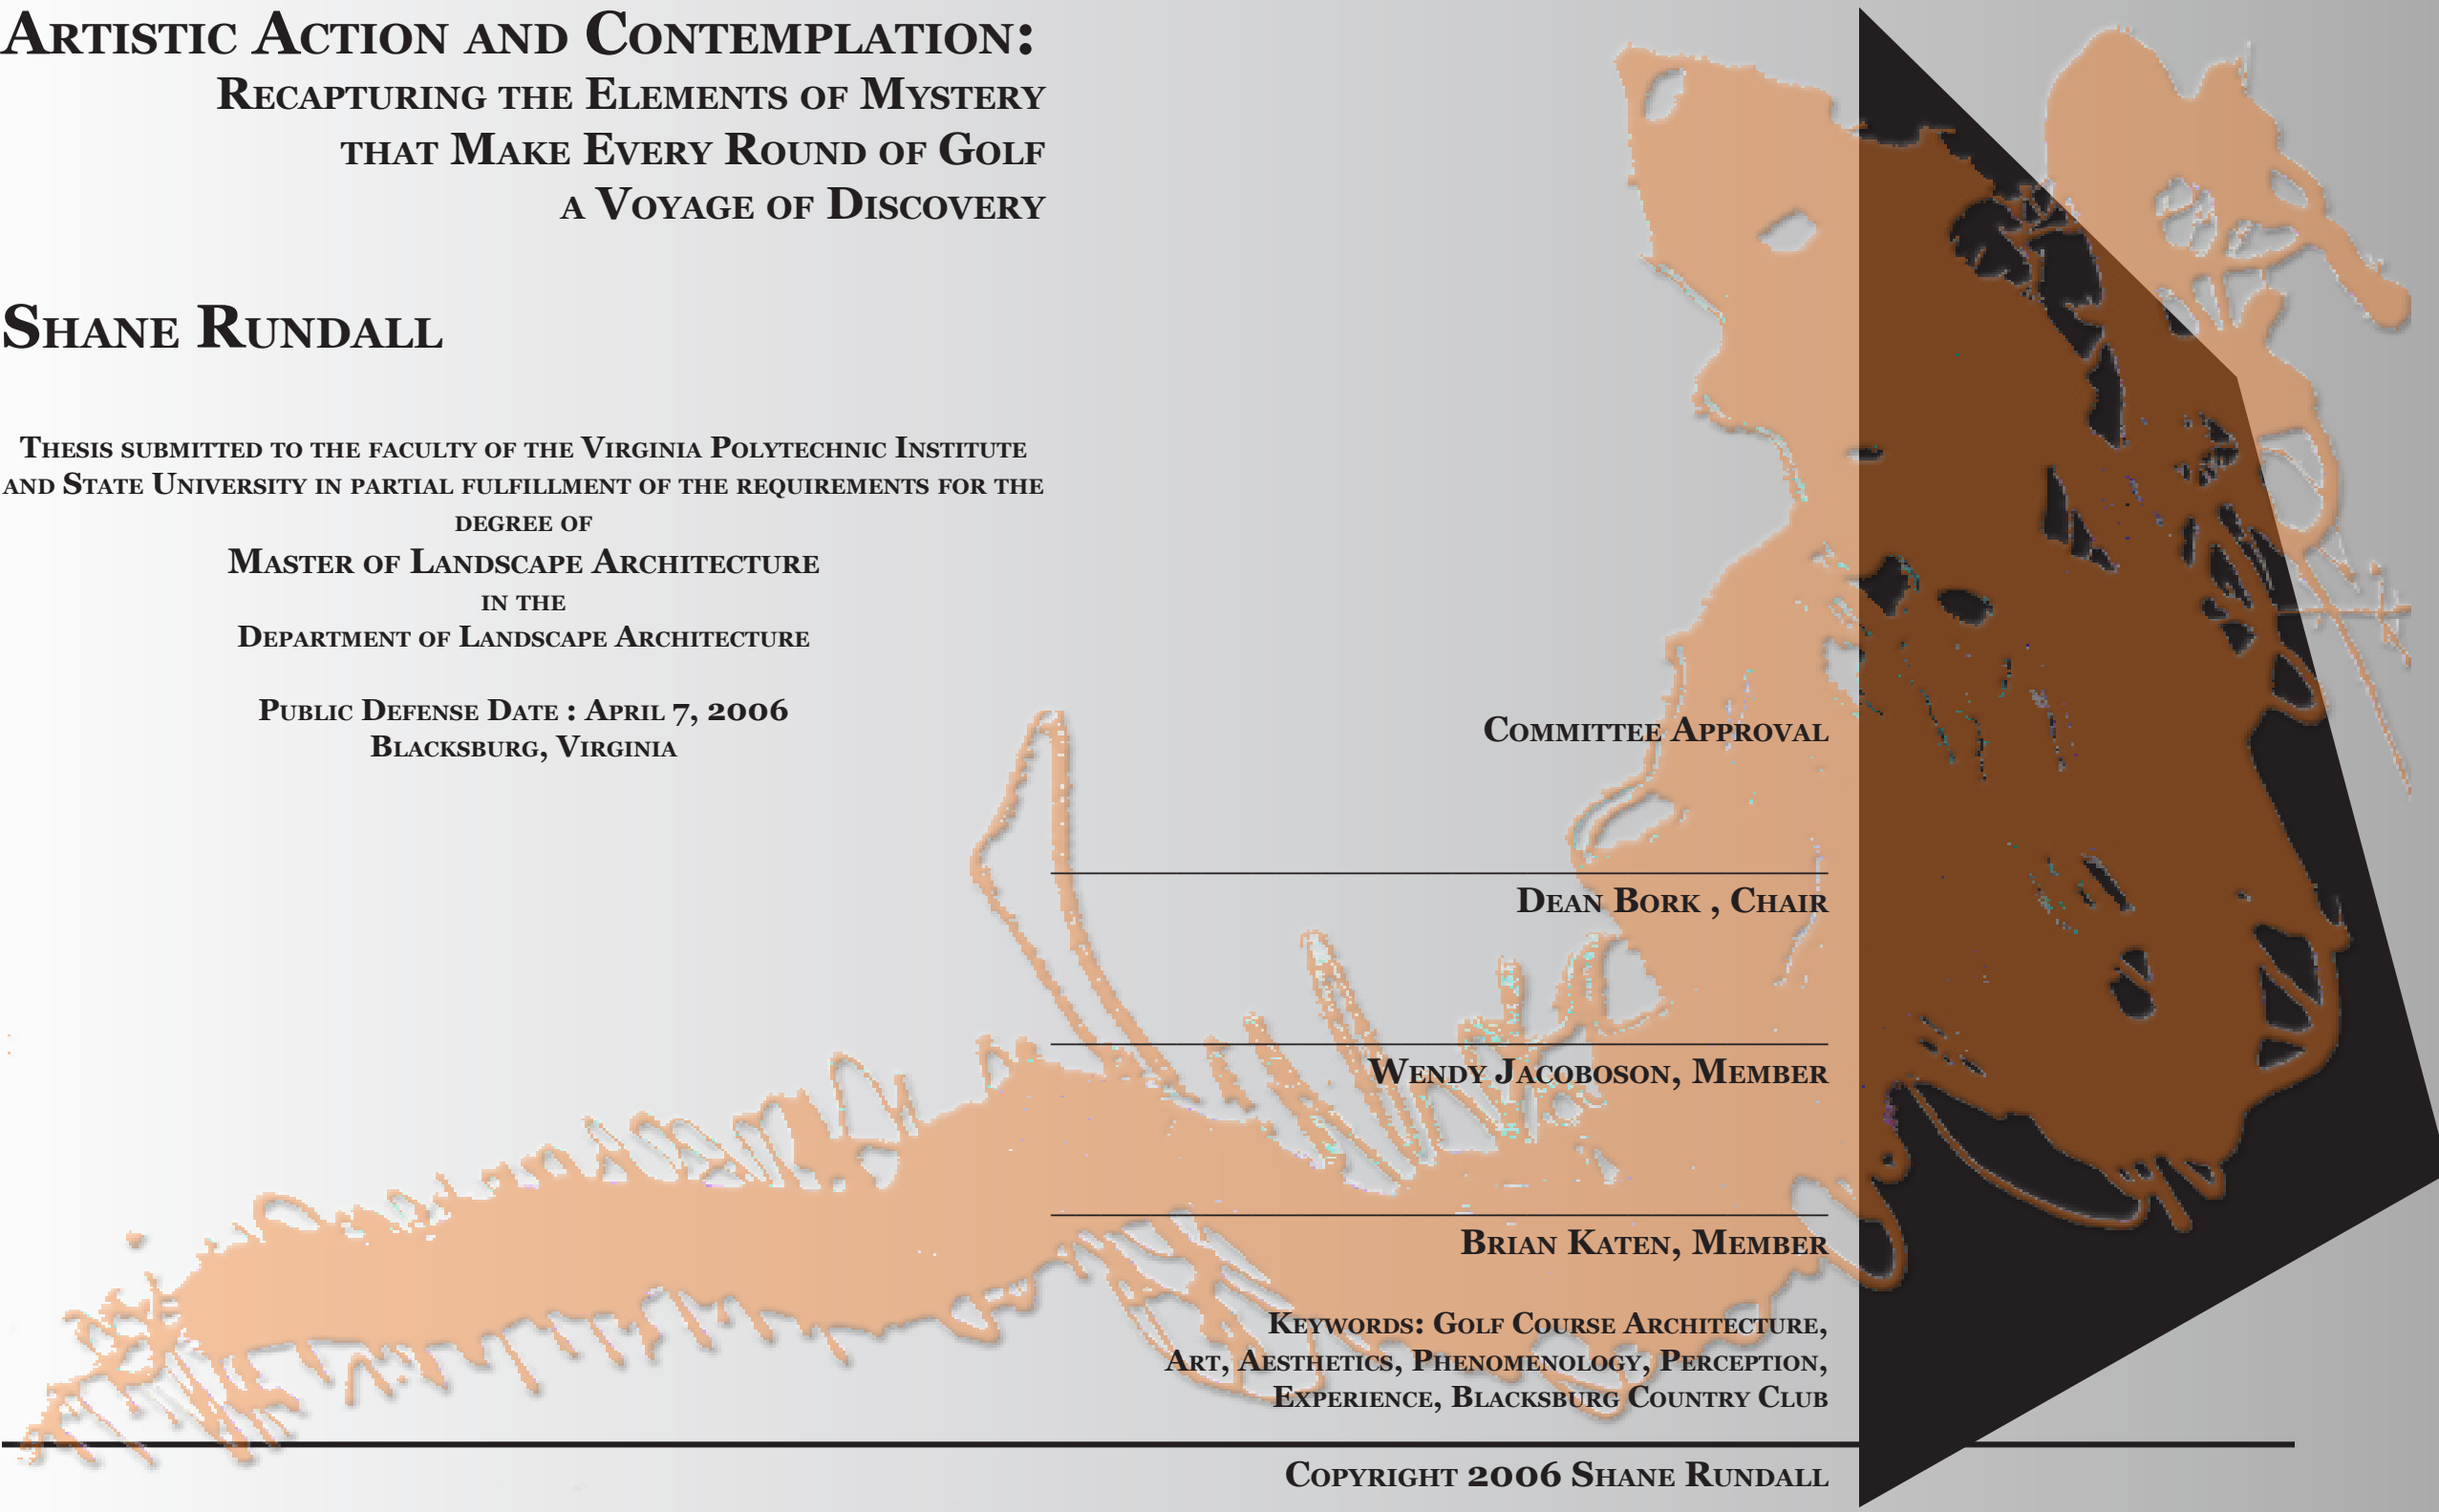 Artistic Action and Contemplation:
Recapturing the Elements of Mystery
that Make Every Round of Golf
a Voyage of Discovery
Shane Rundall
Thesis submitted to the faculty of the Virginia Polytechnic Institute
and State University in partial fulfillment of the requirements for the
degree of
Master of Landscape Architecture
in the
Department of Landscape Architecture
Public Defense Date : April 7, 2006
Blacksburg, Virginia
Committee Approval
Dean Bork , Chair
Wendy Jacoboson, Member
Brian Katen, Member
Keywords: Golf Course Architecture,
Art, Aesthetics, Phenomenology, Perception,
Experience, Blacksburg Country Club
Copyright 2006 Shane Rundall